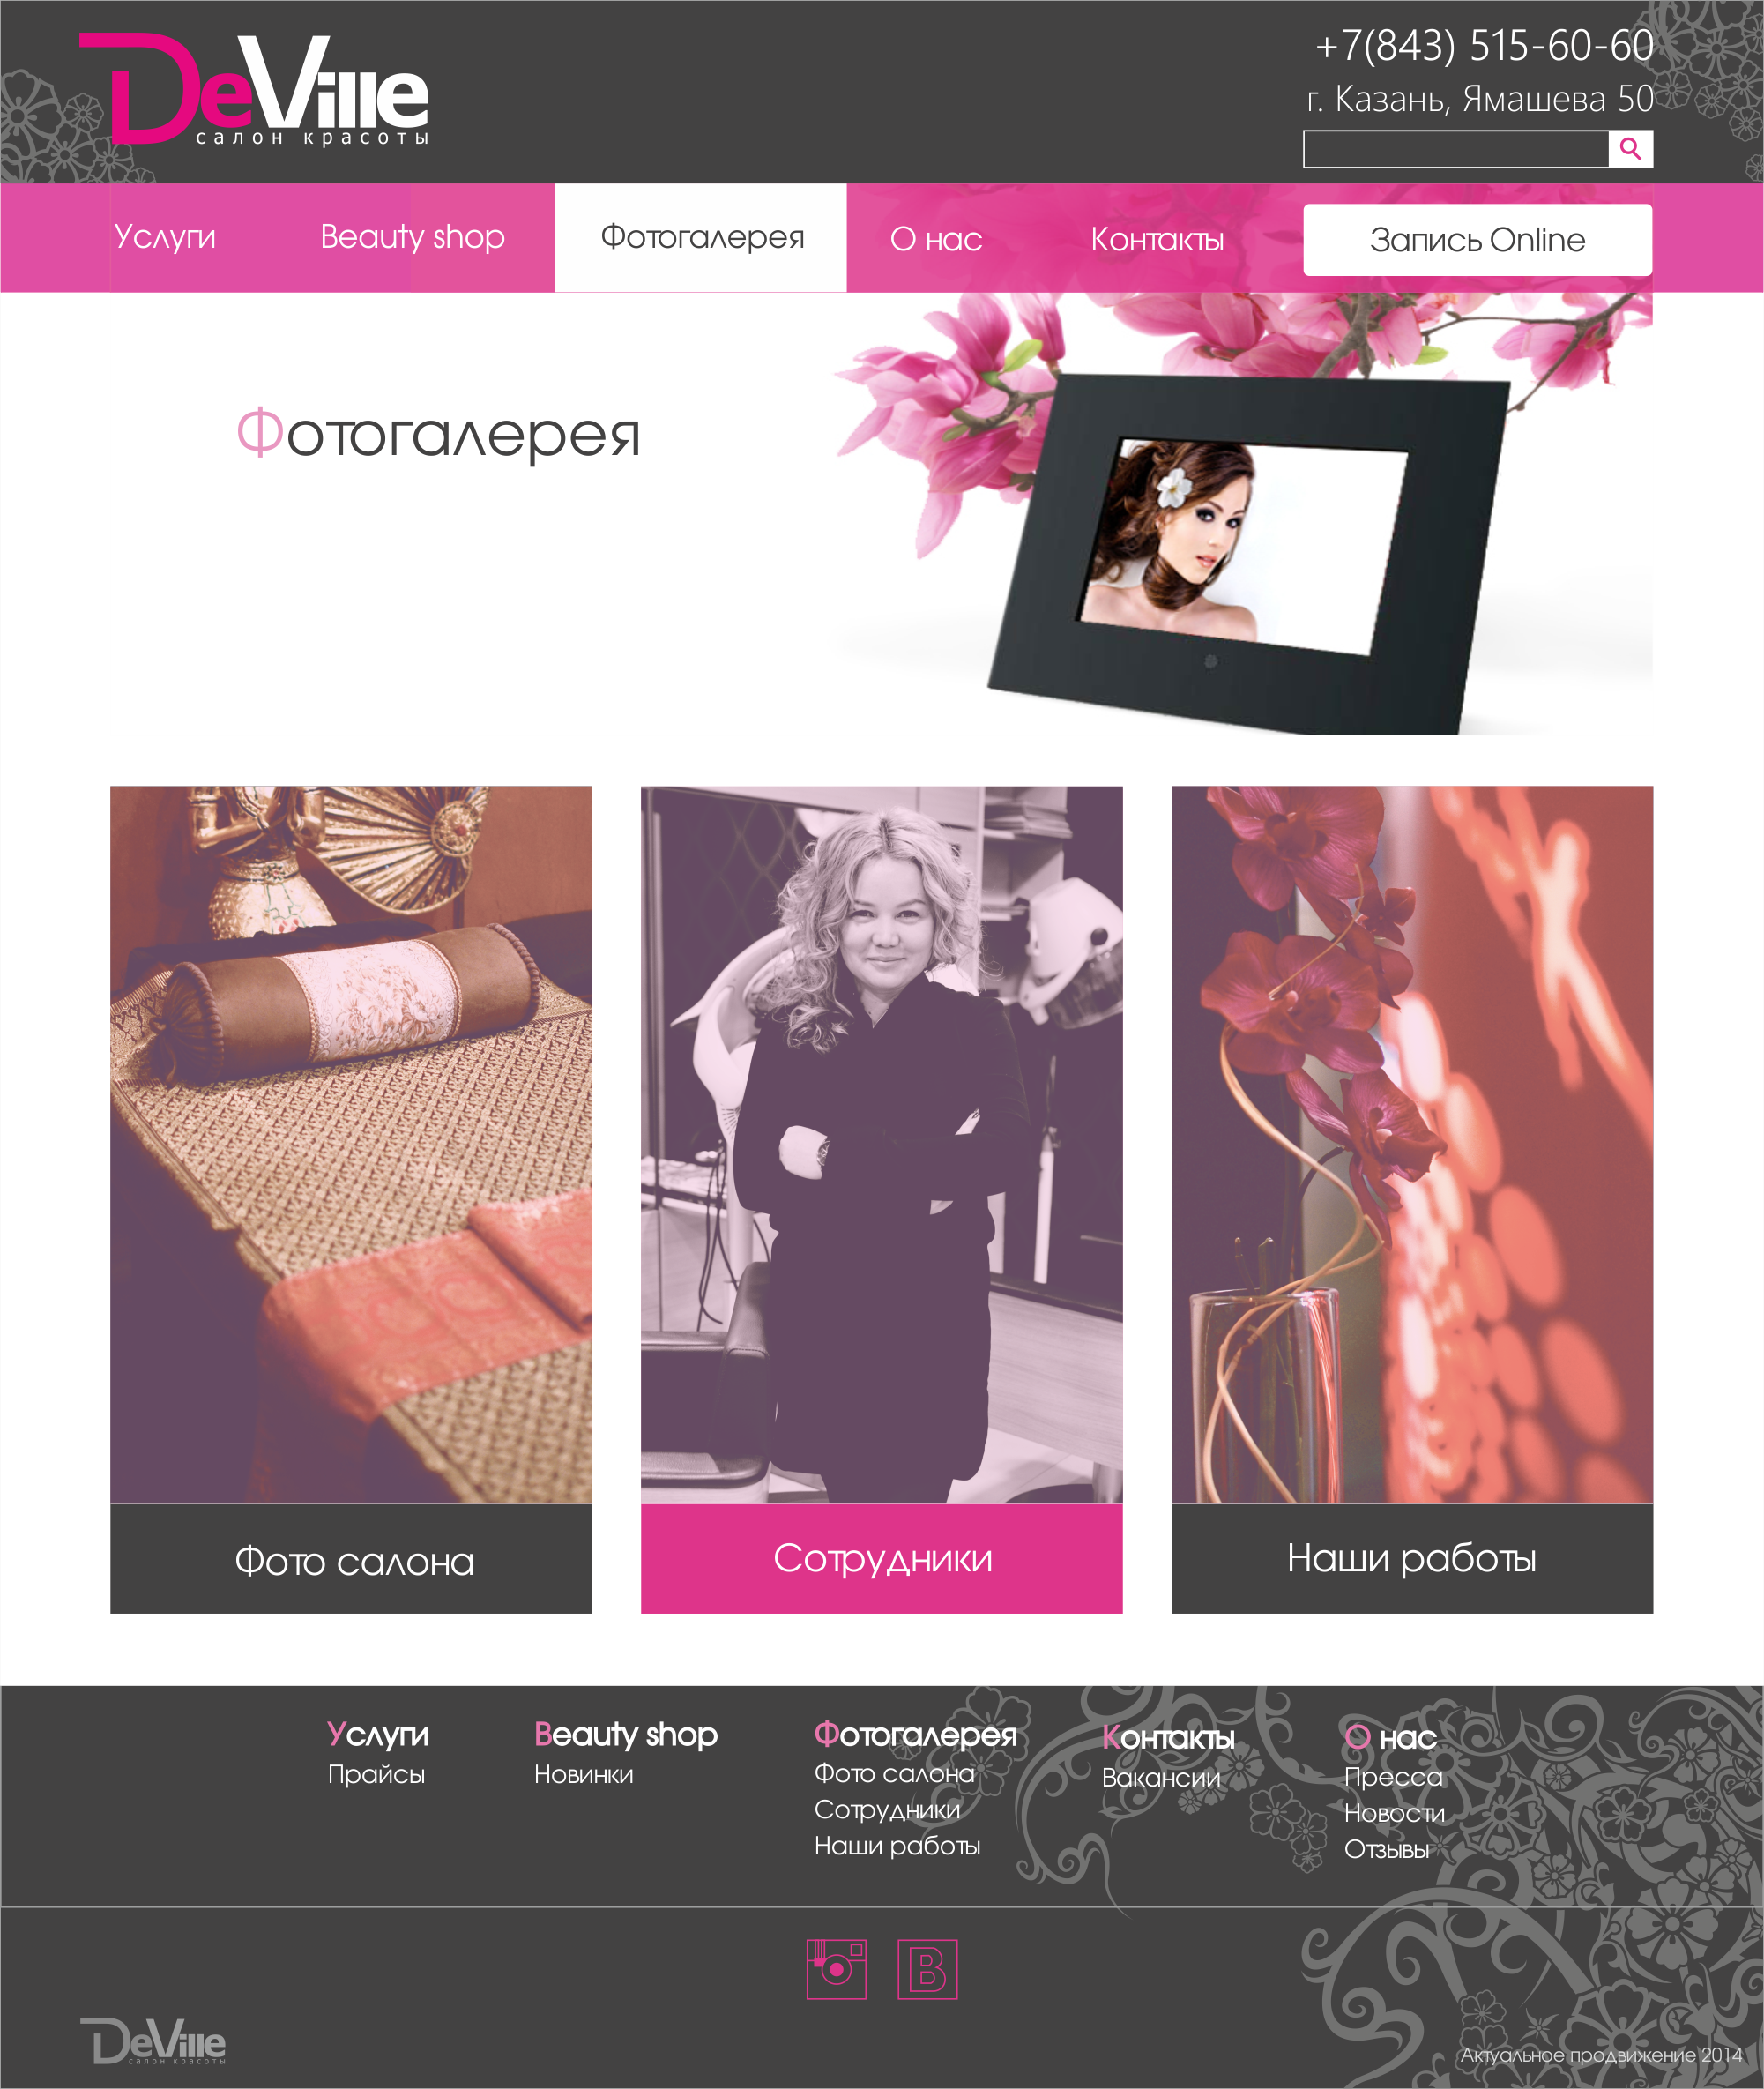 DeVille
салон красоты
+7(843) 515-60-60
г. Казань, Ямашева 50
Услуги
Beauty shop
Фотогалерея
О нас
Контакты
Запись Online
Фотогалерея
Фото салона
Сотрудники
Наши работы
Услуги
Прайсы
Beauty shop
Новинки
Фотогалерея
Фото салона
Сотрудники
Наши работы
Контакты
Вакансии
О нас
Пресса
Новости
Отзывы
B
DeVille
салон красоты
Актуальное продвижение 2014